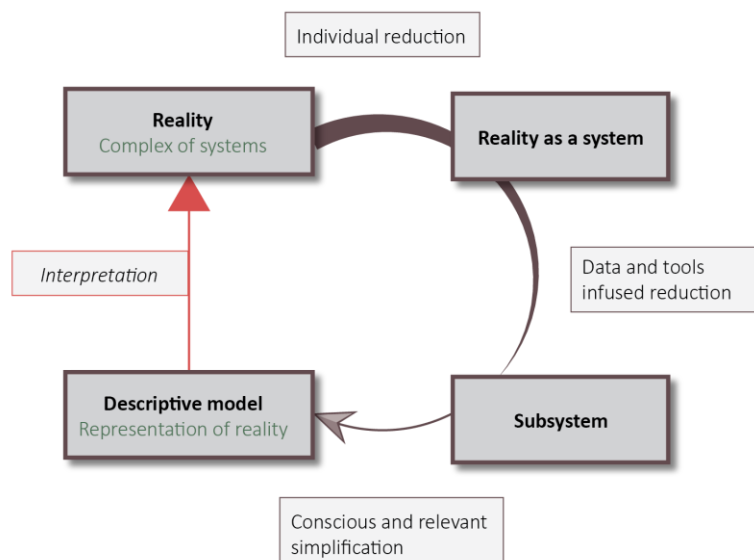 Individual reduction
Reality
Complex of systems
Reality as a system
Interpretation
Data and tools
infused reduction
Descriptive model
Representation of reality
Subsystem
Conscious and relevant
simplification